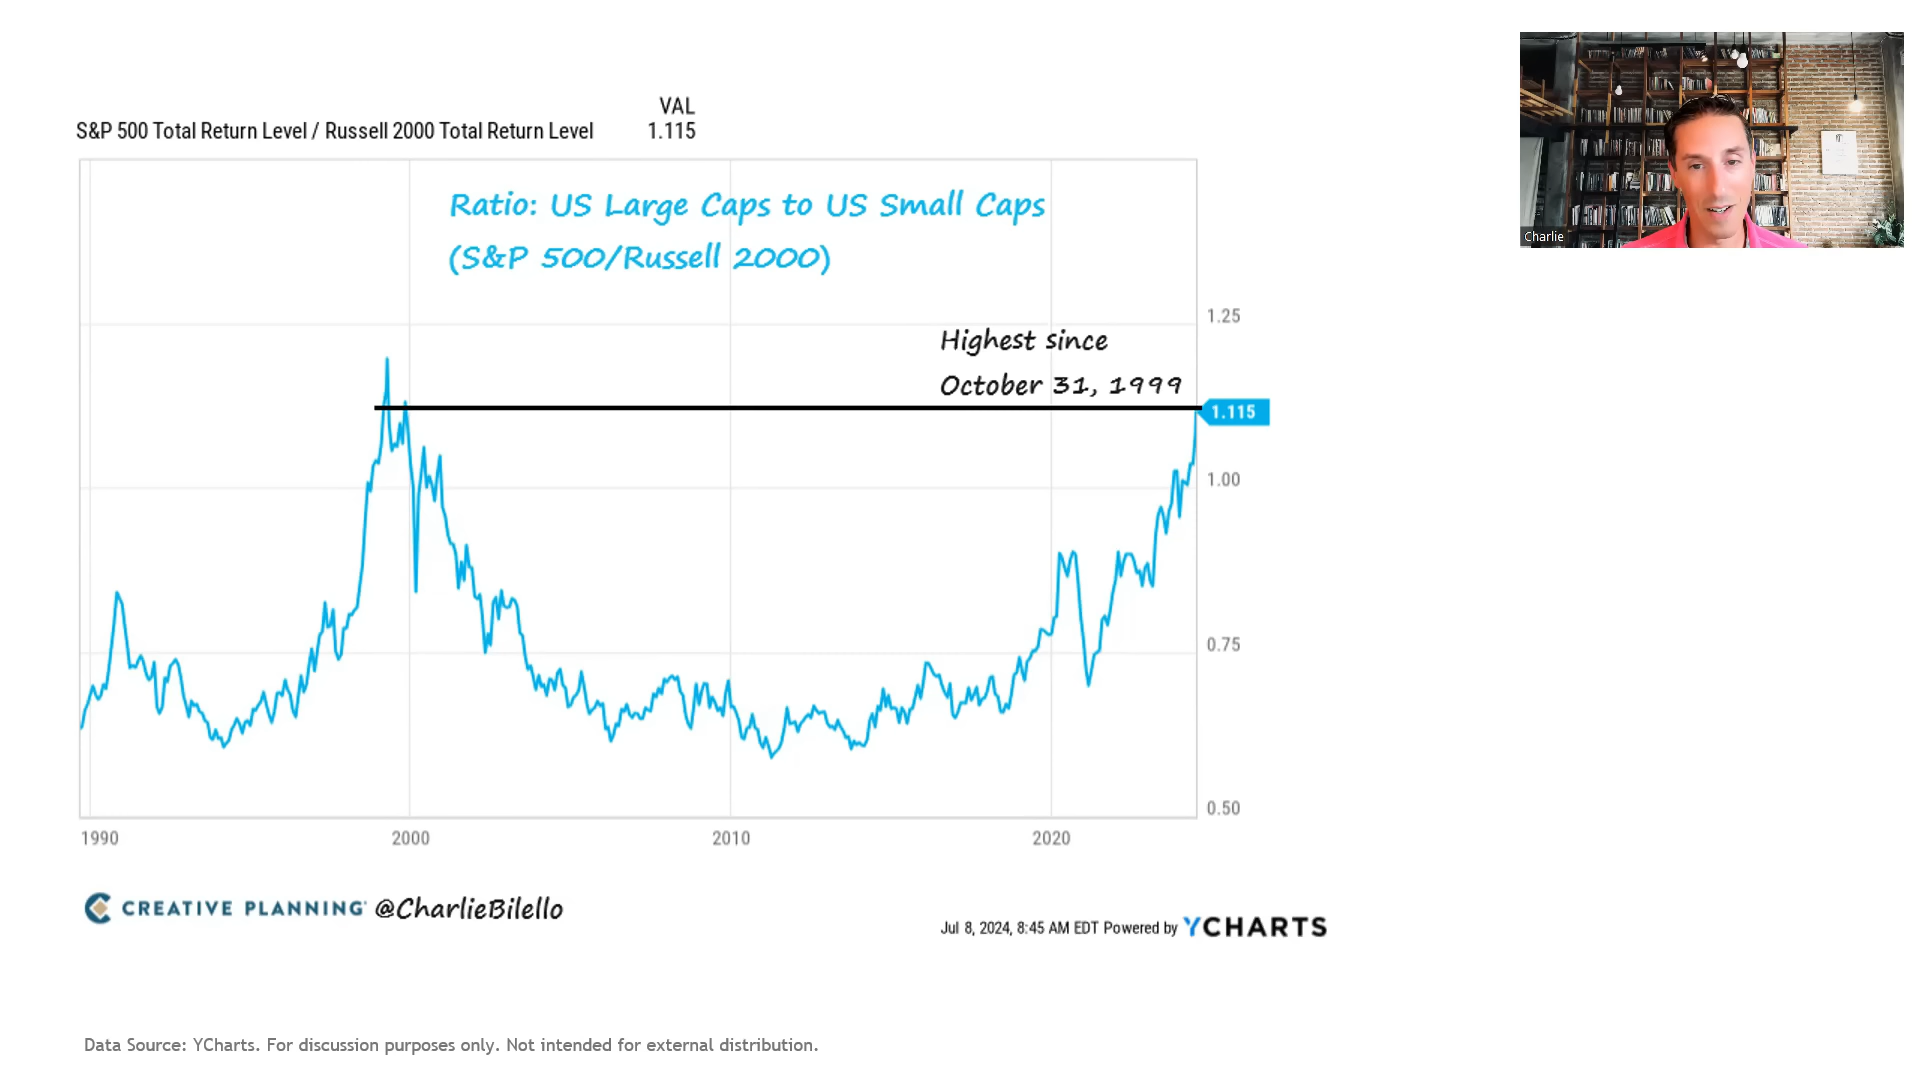 VAL
S&P 500 Total Return Level / Russell 2000 Total Return Level 1.115
Ratio: US Large Caps to US Small Caps
(S&P 500/Russell 2000)
Highest since
October 31, 1999
1.25
1.115
1.00
0.75
0.50
1990 2000 2010 2020
CREATIVE PLANNING @CharlieBilello
Jul 8, 2024, 8:45 AM EDT Powered by YCHARTS
Data Source: YCharts. For discussion purposes only. Not intended for external distribution.
Charlie